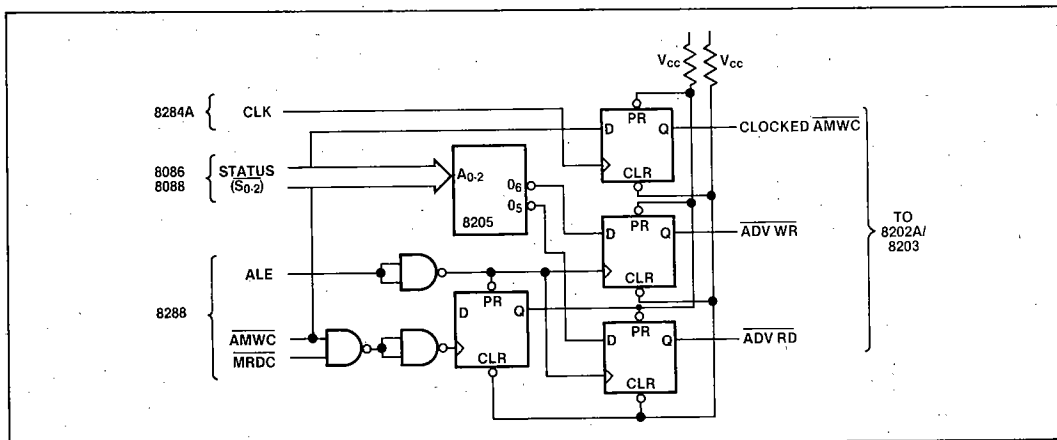 VCC VCC
8284A { CLK
D PR Q CLOCKED AMWC
CLR
8086 STATUS
8088 (S0-2)
A0-2
O6
O5
8205
D PR Q ADV WR
CLR
TO
8202A/
8203
ALE
8288
D PR Q
CLR
AMWC
MRDC
D PR Q ADV RD
CLR